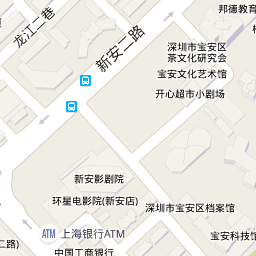 邦德教育
龙江二巷
新安二路
深圳市宝安区
茶文化研究会
宝安文化艺术馆
开心超市小剧场
新安影剧院
环星电影院(新安店)
深圳市宝安区档案馆
ATM 上海银行ATM
宝安科技馆
二路)
中国工商银行